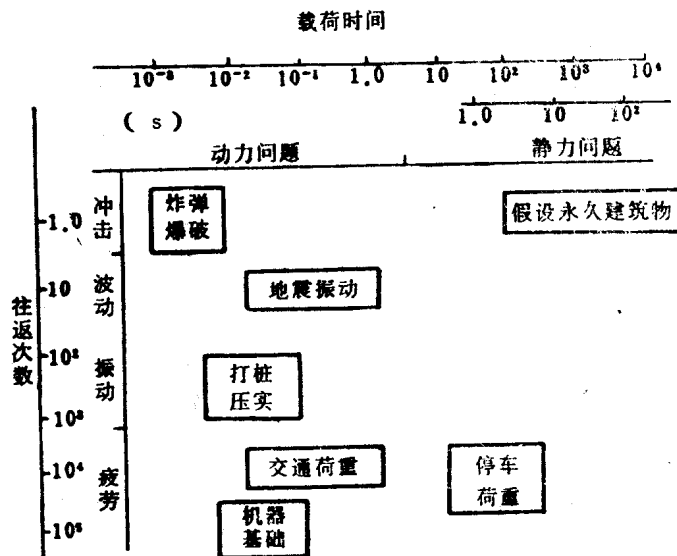 载荷时间
10⁻³ 10⁻² 10⁻¹ 1.0 10 10² 10³ 10⁴
(s) 1.0 10 10²
动力问题 静力问题
往返次数
1.0
10
10²
10³
10⁴
10⁵
冲击
波动
振动
疲劳
炸弹
爆破
假设永久建筑物
地震振动
打桩
压实
交通荷重
停车
荷重
机器
基础